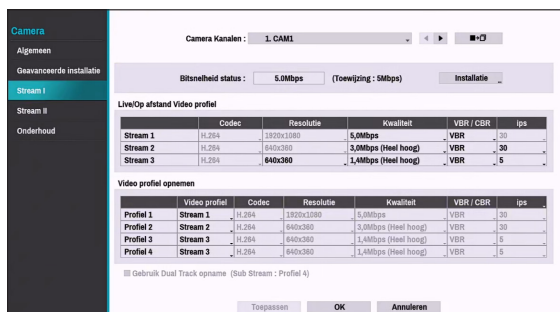 Camera
Algemeen
Geavanceerde installatie
Stream I
Stream II
Onderhoud
Camera Kanalen : 1. CAM1
Bitsnelheid status : 5.0Mbps (Toewijzing : 5Mbps) Installatie
Live/Op afstand Video profiel
Codec Resolutie Kwaliteit VBR / CBR ips
Stream 1 H.264 1920x1080 5,0Mbps VBR 30
Stream 2 H.264 640x360 3,0Mbps (Heel hoog) VBR 30
Stream 3 H.264 640x360 1,4Mbps (Heel hoog) VBR 5
Video profiel opnemen
Video profiel Codec Resolutie Kwaliteit VBR / CBR ips
Profiel 1 Stream 1 H.264 1920x1080 5,0Mbps VBR 30
Profiel 2 Stream 2 H.264 640x360 3,0Mbps (Heel hoog) VBR 30
Profiel 3 Stream 3 H.264 640x360 1,4Mbps (Heel hoog) VBR 5
Profiel 4 Stream 3 H.264 640x360 1,4Mbps (Heel hoog) VBR 5
Gebruik Dual Track opname (Sub Stream : Profiel 4)
Toepassen OK Annuleren